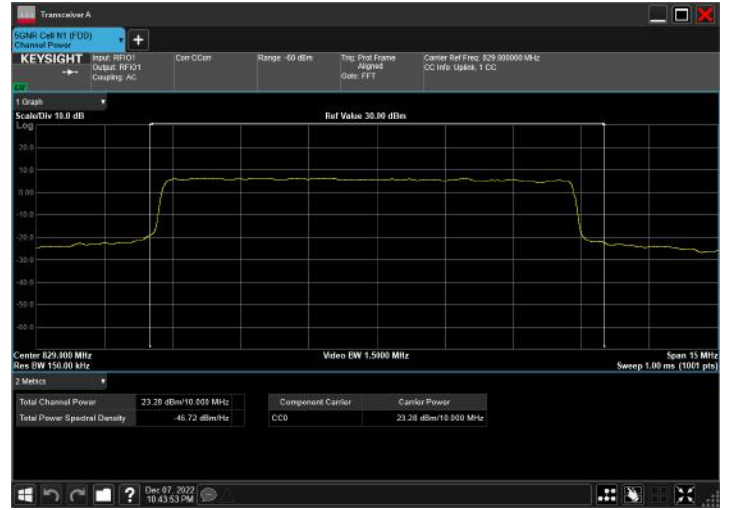 Transceiver A
5GNR Cell N1 (FDD)
Channel Power
+
KEYSIGHT
Input: RFIO1
Output: RFIO1
Coupling: AC
Corr CCorr
Range -60 dBm
Trig: Prot Frame
Aligned
Gate: FFT
Carrier Ref Freq: 829.000000 MHz
CC Info: Uplink, 1 CC
1 Graph
Scale/Div 10.0 dB
Ref Value 30.00 dBm
Log
20.0
10.0
0.00
-10.0
-20.0
-30.0
-40.0
-50.0
-60.0
Center 829.000 MHz
Video BW 1.5000 MHz
Span 15 MHz
Res BW 150.00 kHz
Sweep 1.00 ms (1001 pts)
2 Metrics
Total Channel Power 23.28 dBm/10.000 MHz
Total Power Spectral Density -46.72 dBm/Hz
Component Carrier Carrier Power
CC0 23.28 dBm/10.000 MHz
?
Dec 07, 2022
10:43:53 PM